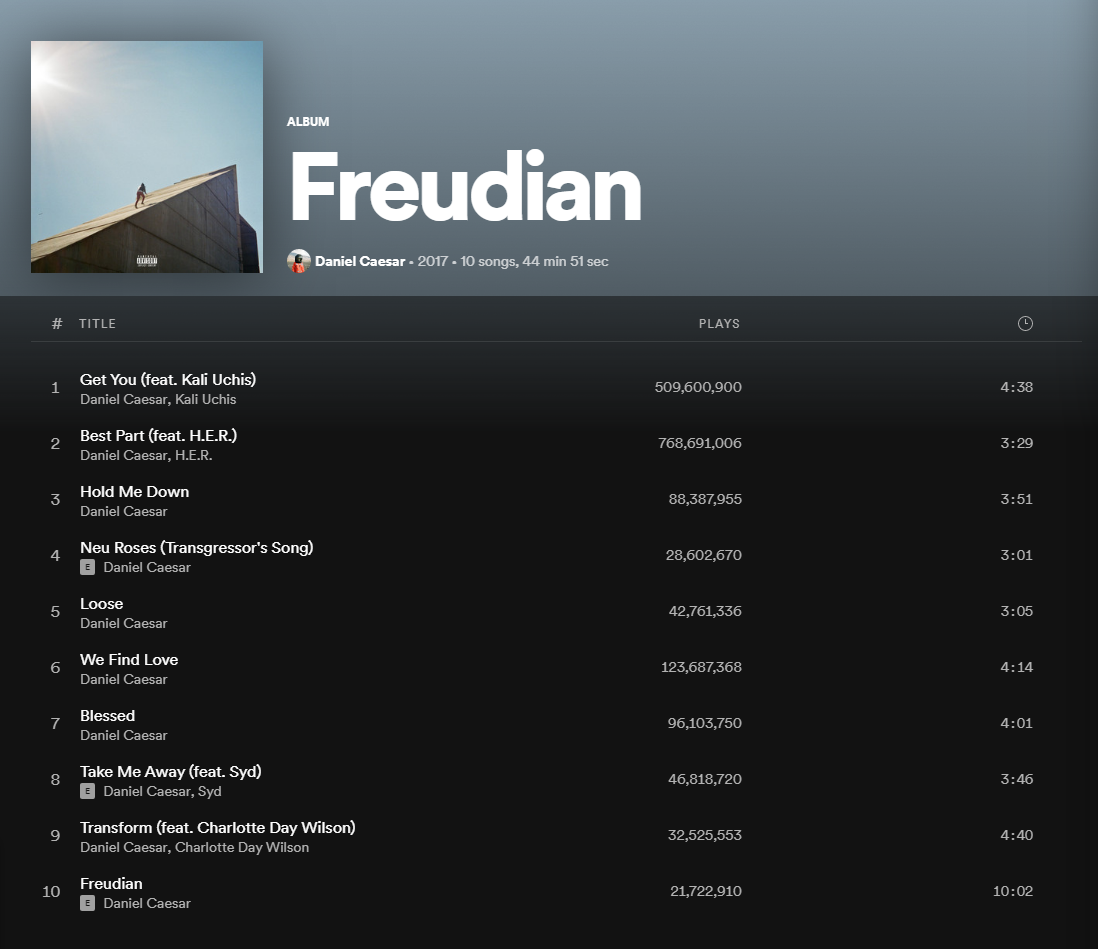 ALBUM
Freudian
Daniel Caesar • 2017 • 10 songs, 44 min 51 sec
# TITLE PLAYS
1 Get You (feat. Kali Uchis) 509,600,900 4:38
Daniel Caesar, Kali Uchis
2 Best Part (feat. H.E.R.) 768,691,006 3:29
Daniel Caesar, H.E.R.
3 Hold Me Down 88,387,955 3:51
Daniel Caesar
4 Neu Roses (Transgressor's Song) 28,602,670 3:01
E Daniel Caesar
5 Loose 42,761,336 3:05
Daniel Caesar
6 We Find Love 123,687,368 4:14
Daniel Caesar
7 Blessed 96,103,750 4:01
Daniel Caesar
8 Take Me Away (feat. Syd) 46,818,720 3:46
E Daniel Caesar, Syd
9 Transform (feat. Charlotte Day Wilson) 32,525,553 4:40
Daniel Caesar, Charlotte Day Wilson
10 Freudian 21,722,910 10:02
E Daniel Caesar